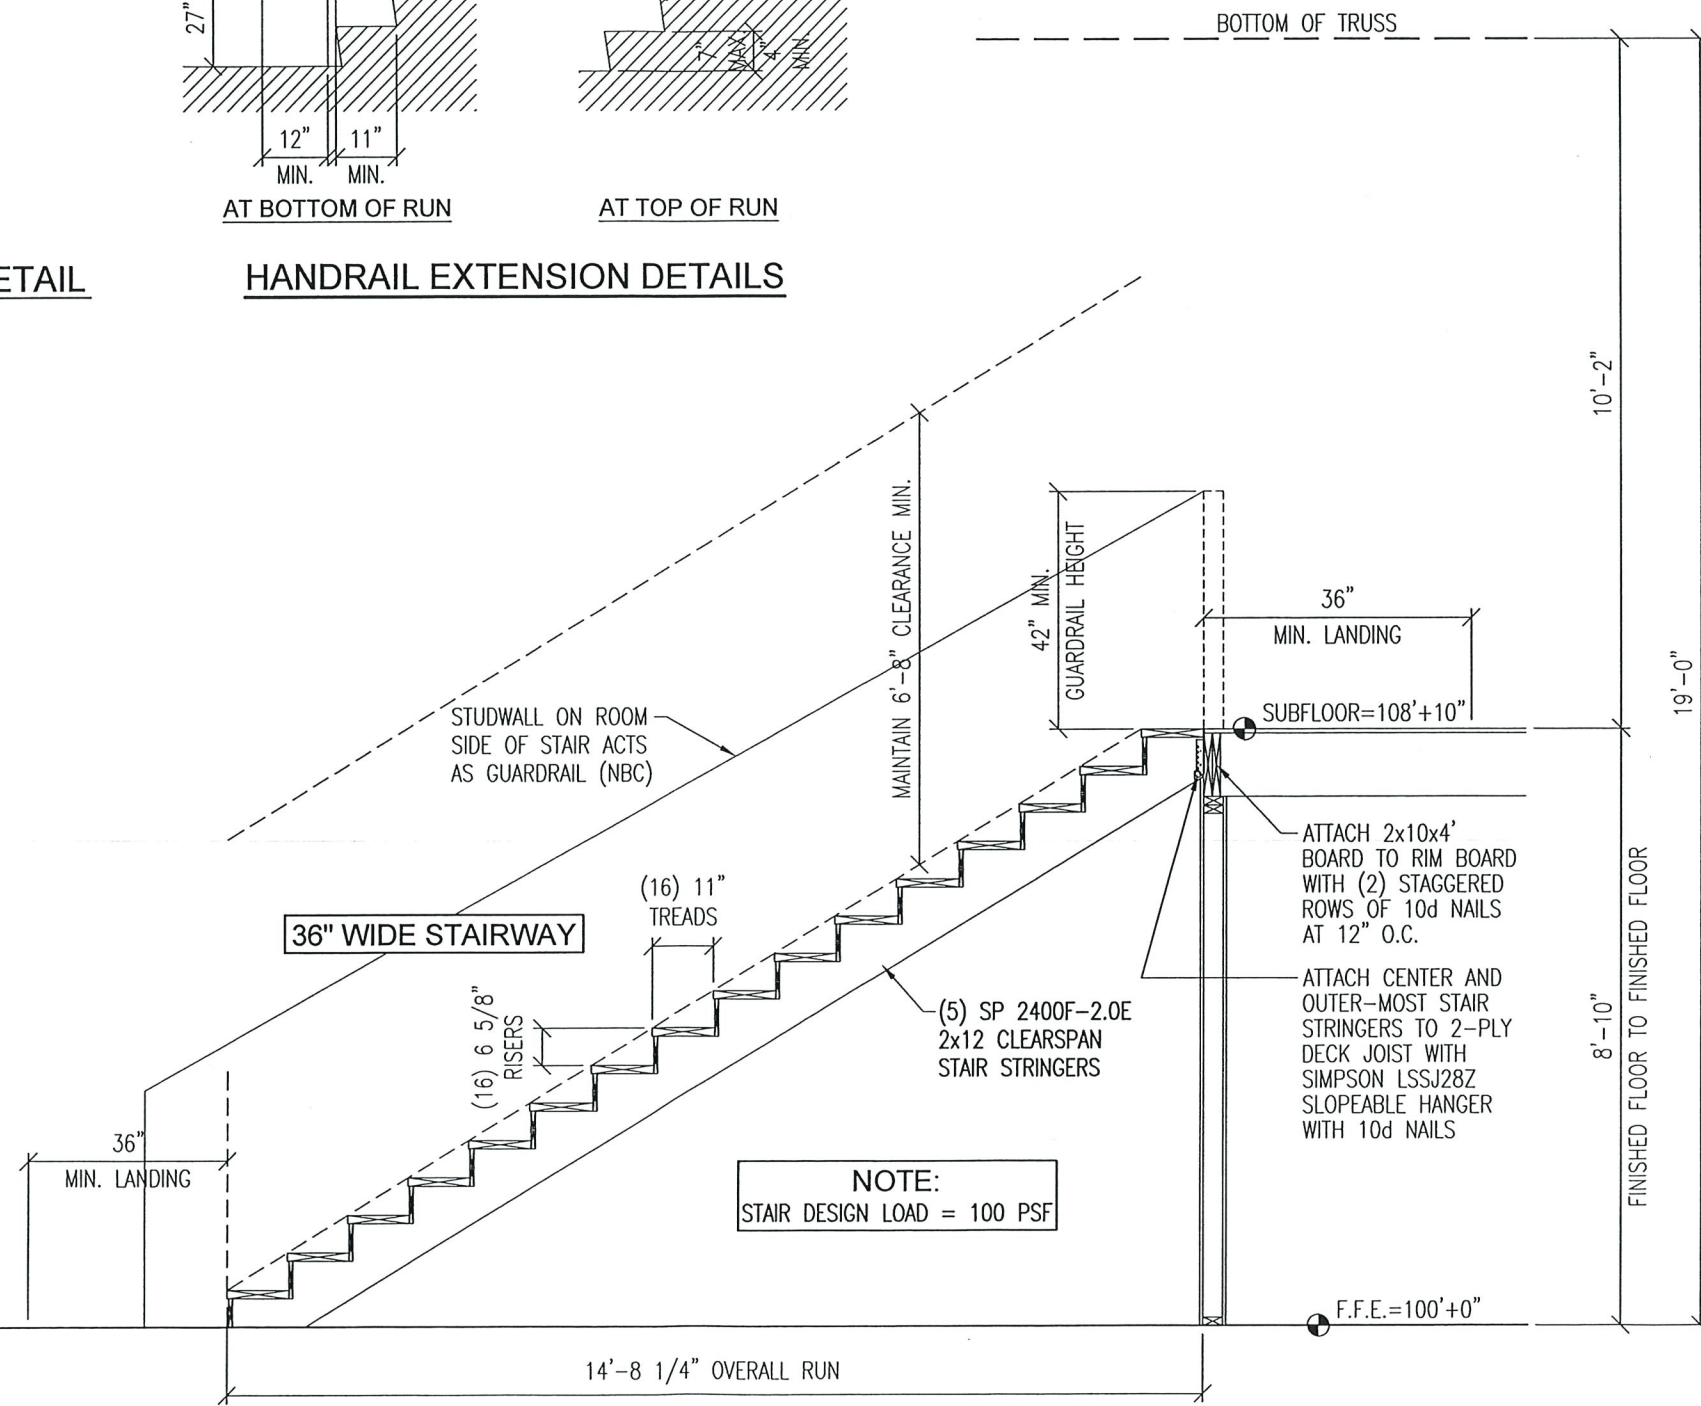 BOTTOM OF TRUSS
27"
7"
MAX
4"
MIN.
12"
MIN.
11"
MIN.
AT BOTTOM OF RUN
AT TOP OF RUN
ETAIL
HANDRAIL EXTENSION DETAILS
10'-2"
19'-0"
MAINTAIN 6'-8" CLEARANCE MIN.
42" MIN.
GUARDRAIL HEIGHT
36"
MIN. LANDING
SUBFLOOR=108'+10"
STUDWALL ON ROOM
SIDE OF STAIR ACTS
AS GUARDRAIL (NBC)
ATTACH 2x10x4'
BOARD TO RIM BOARD
WITH (2) STAGGERED
ROWS OF 10d NAILS
AT 12" O.C.
(16) 11"
TREADS
36" WIDE STAIRWAY
(16) 6 5/8"
RISERS
(5) SP 2400F-2.0E
2x12 CLEARSPAN
STAIR STRINGERS
ATTACH CENTER AND
OUTER-MOST STAIR
STRINGERS TO 2-PLY
DECK JOIST WITH
SIMPSON LSSJ28Z
SLOPEABLE HANGER
WITH 10d NAILS
8'-10"
FINISHED FLOOR TO FINISHED FLOOR
36"
MIN. LANDING
NOTE:
STAIR DESIGN LOAD = 100 PSF
F.F.E.=100'+0"
14'-8 1/4" OVERALL RUN